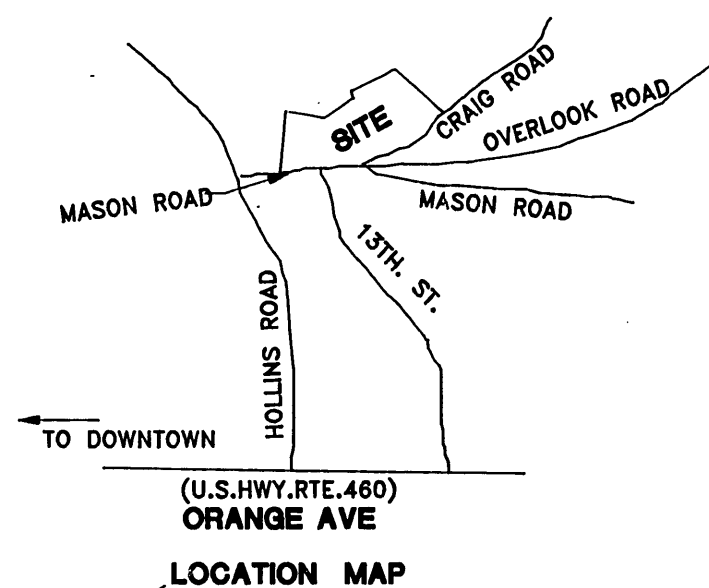 CRAIG ROAD
OVERLOOK ROAD
SITE
MASON ROAD
MASON ROAD
13TH. ST.
HOLLINS ROAD
TO DOWNTOWN
(U.S.HWY.RTE.460)
ORANGE AVE
LOCATION MAP